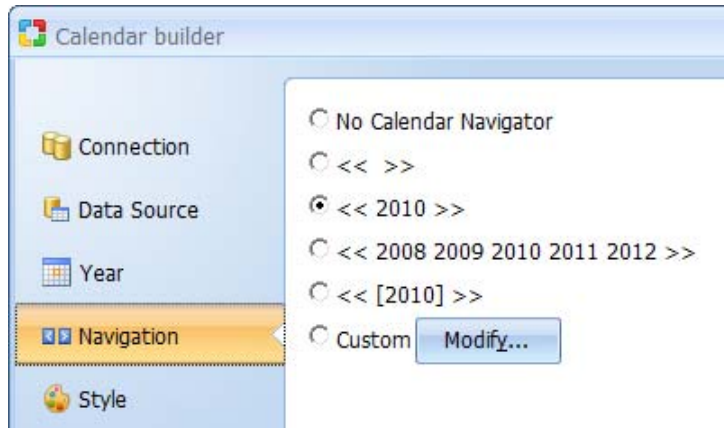 Calendar builder
Connection
Data Source
Year
Navigation
Style
No Calendar Navigator
<< >>
<< 2010 >>
<< 2008 2009 2010 2011 2012 >>
<< [2010] >>
Custom Modify...